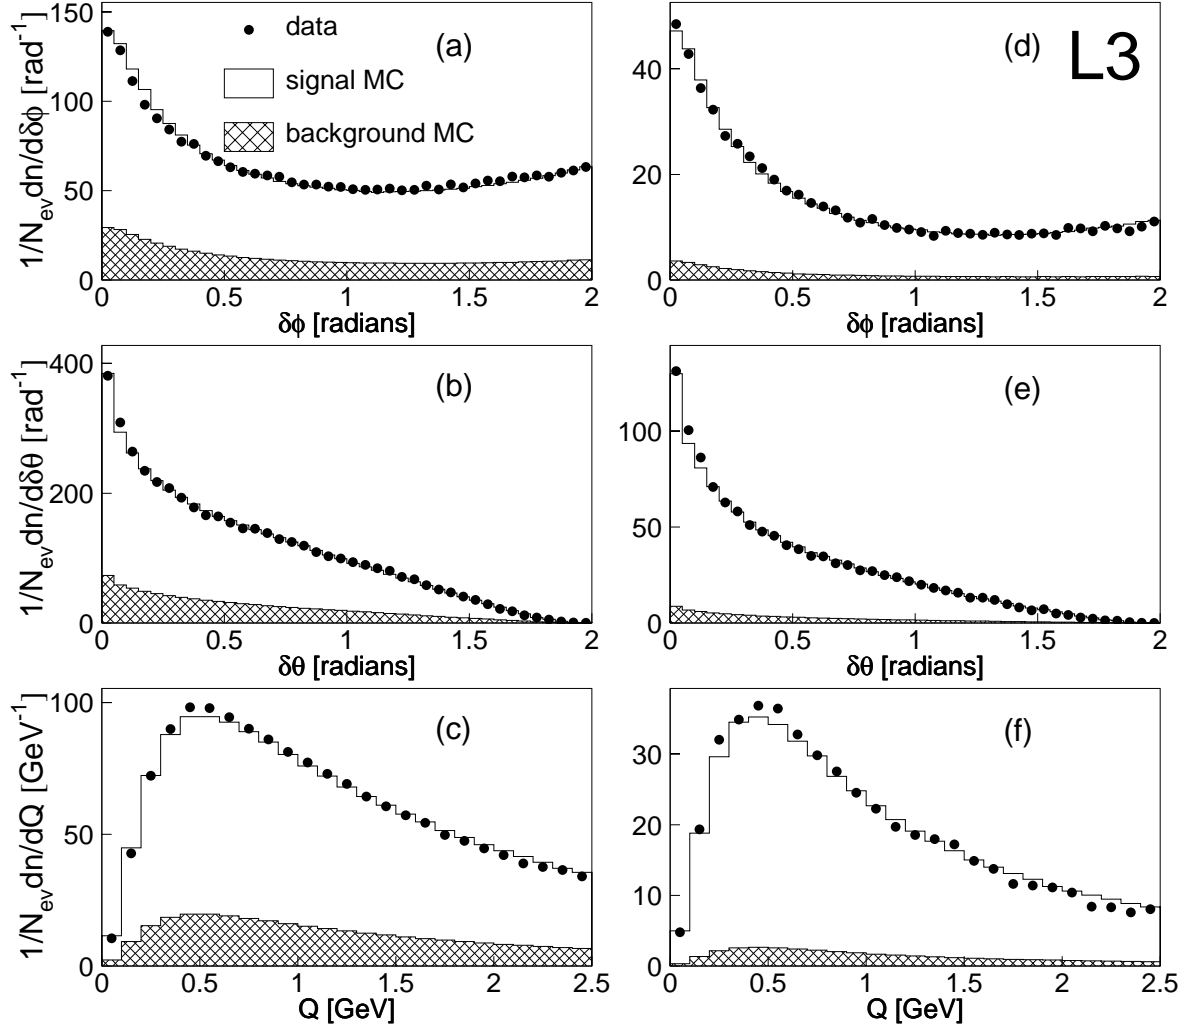 1/N_ev dn/dδϕ [rad⁻¹]
150
100
50
0
data
signal MC
background MC
(a)
0 0.5 1 1.5 2
δϕ [radians]
40
20
0
(d)
L3
0 0.5 1 1.5 2
δϕ [radians]
1/N_ev dn/dδθ [rad⁻¹]
400
200
0
(b)
0 0.5 1 1.5 2
δθ [radians]
100
50
0
(e)
0 0.5 1 1.5 2
δθ [radians]
1/N_ev dn/dQ [GeV⁻¹]
100
50
0
(c)
0 0.5 1 1.5 2 2.5
Q [GeV]
30
20
10
0
(f)
0 0.5 1 1.5 2 2.5
Q [GeV]